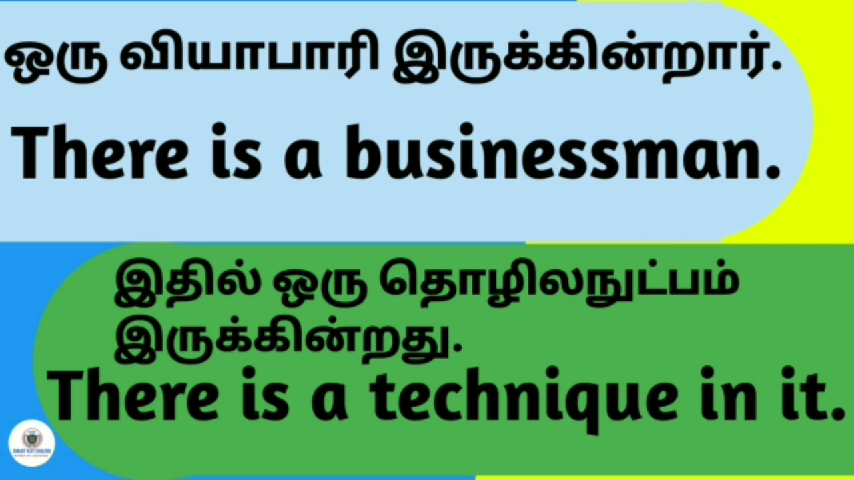 ஒரு வியாபாரி இருக்கின்றார்.
There is a businessman.
இதில் ஒரு தொழிலநுட்பம்
இருக்கின்றது.
There is a technique in it.